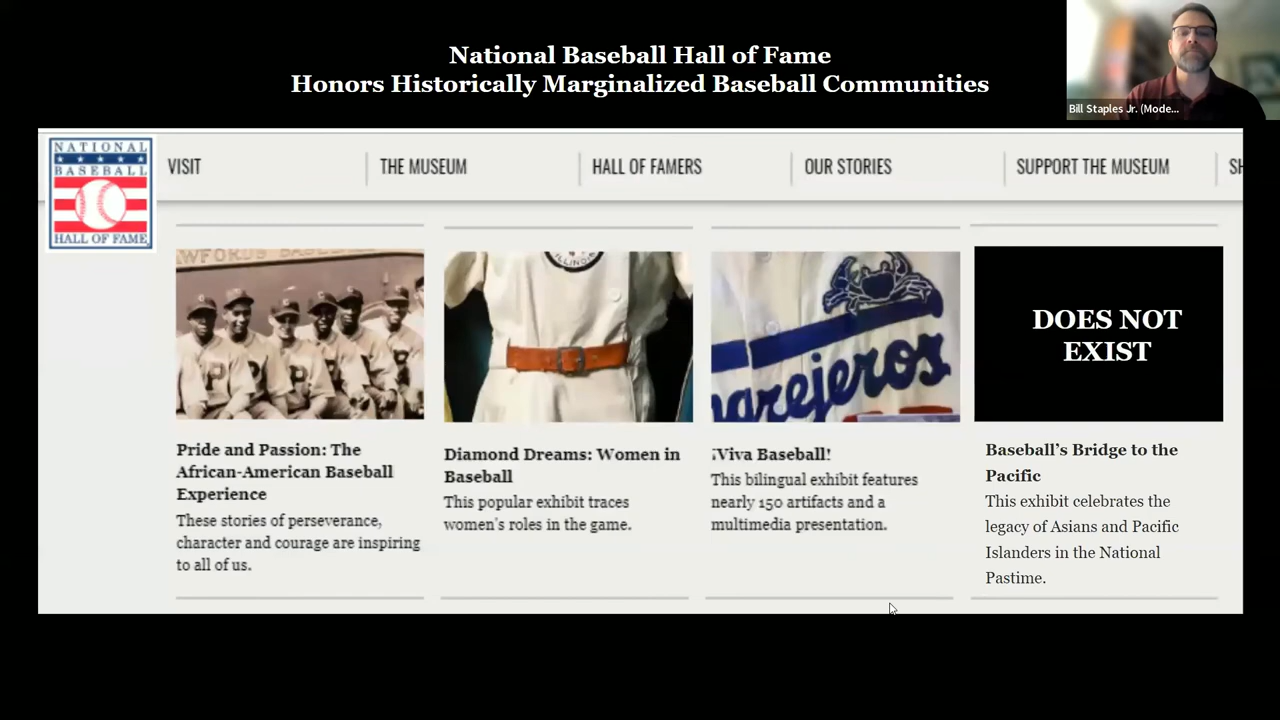 National Baseball Hall of Fame
Honors Historically Marginalized Baseball Communities
Bill Staples Jr. (Mode...
NATIONAL
BASEBALL
HALL OF FAME
VISIT
THE MUSEUM
HALL OF FAMERS
OUR STORIES
SUPPORT THE MUSEUM
SH
AWFORDS BASEBA
ILLINOIS
arejeros
DOES NOT
EXIST
Pride and Passion: The
African-American Baseball
Experience
These stories of perseverance,
character and courage are inspiring
to all of us.
Diamond Dreams: Women in
Baseball
This popular exhibit traces
women's roles in the game.
¡Viva Baseball!
This bilingual exhibit features
nearly 150 artifacts and a
multimedia presentation.
Baseball's Bridge to the
Pacific
This exhibit celebrates the
legacy of Asians and Pacific
Islanders in the National
Pastime.